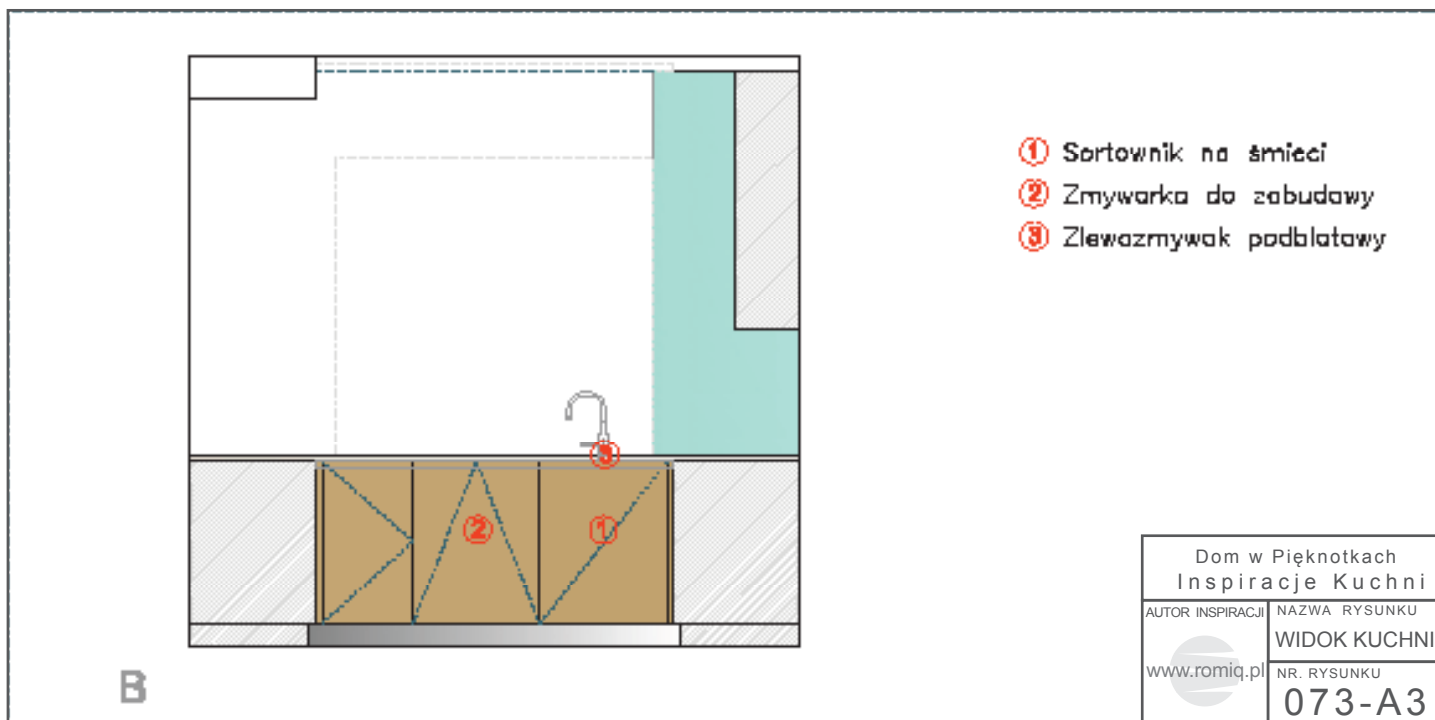 ① Sortownik na śmieci
② Zmywarka do zabudowy
③ Zlewozmywak podblatowy
3
2
1
B
Dom w Pięknotkach
Inspiracje Kuchni
AUTOR INSPIRACJI
www.romiq.pl
NAZWA RYSUNKU
WIDOK KUCHNI
NR. RYSUNKU
073-A3